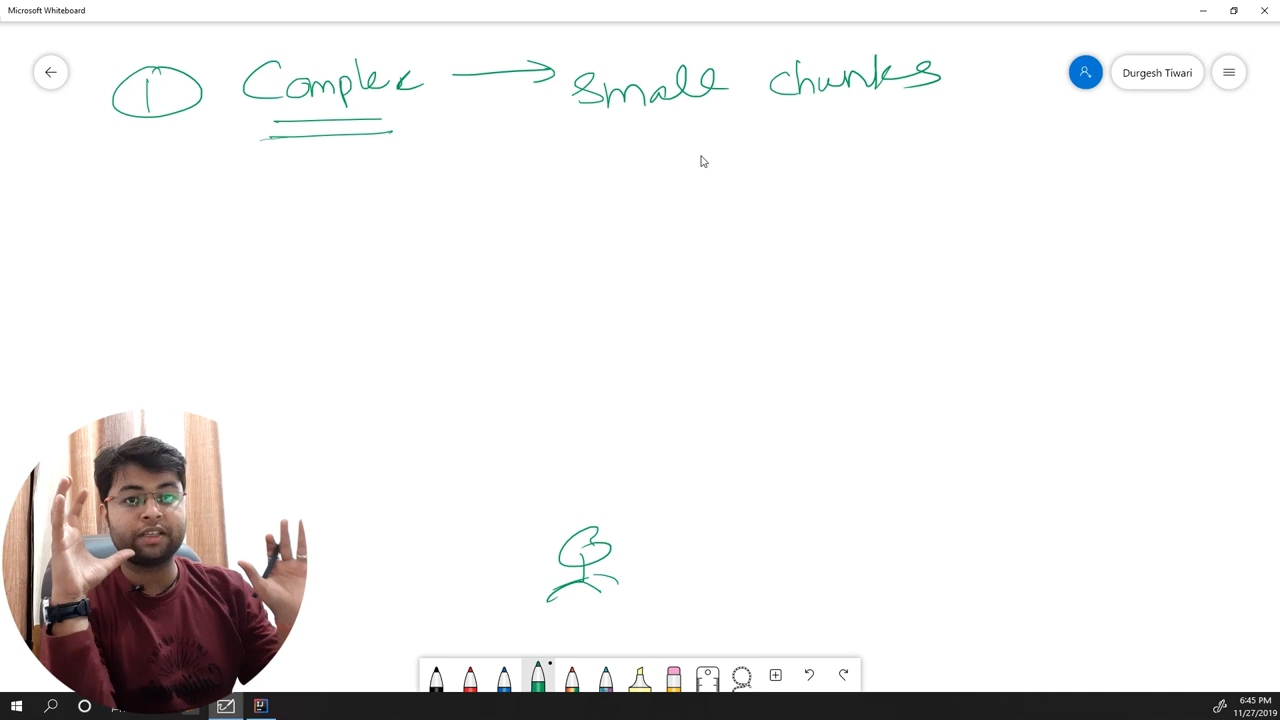 Microsoft Whiteboard
① Complex → Small chunks
Durgesh Tiwari
6:45 PM
11/27/2019